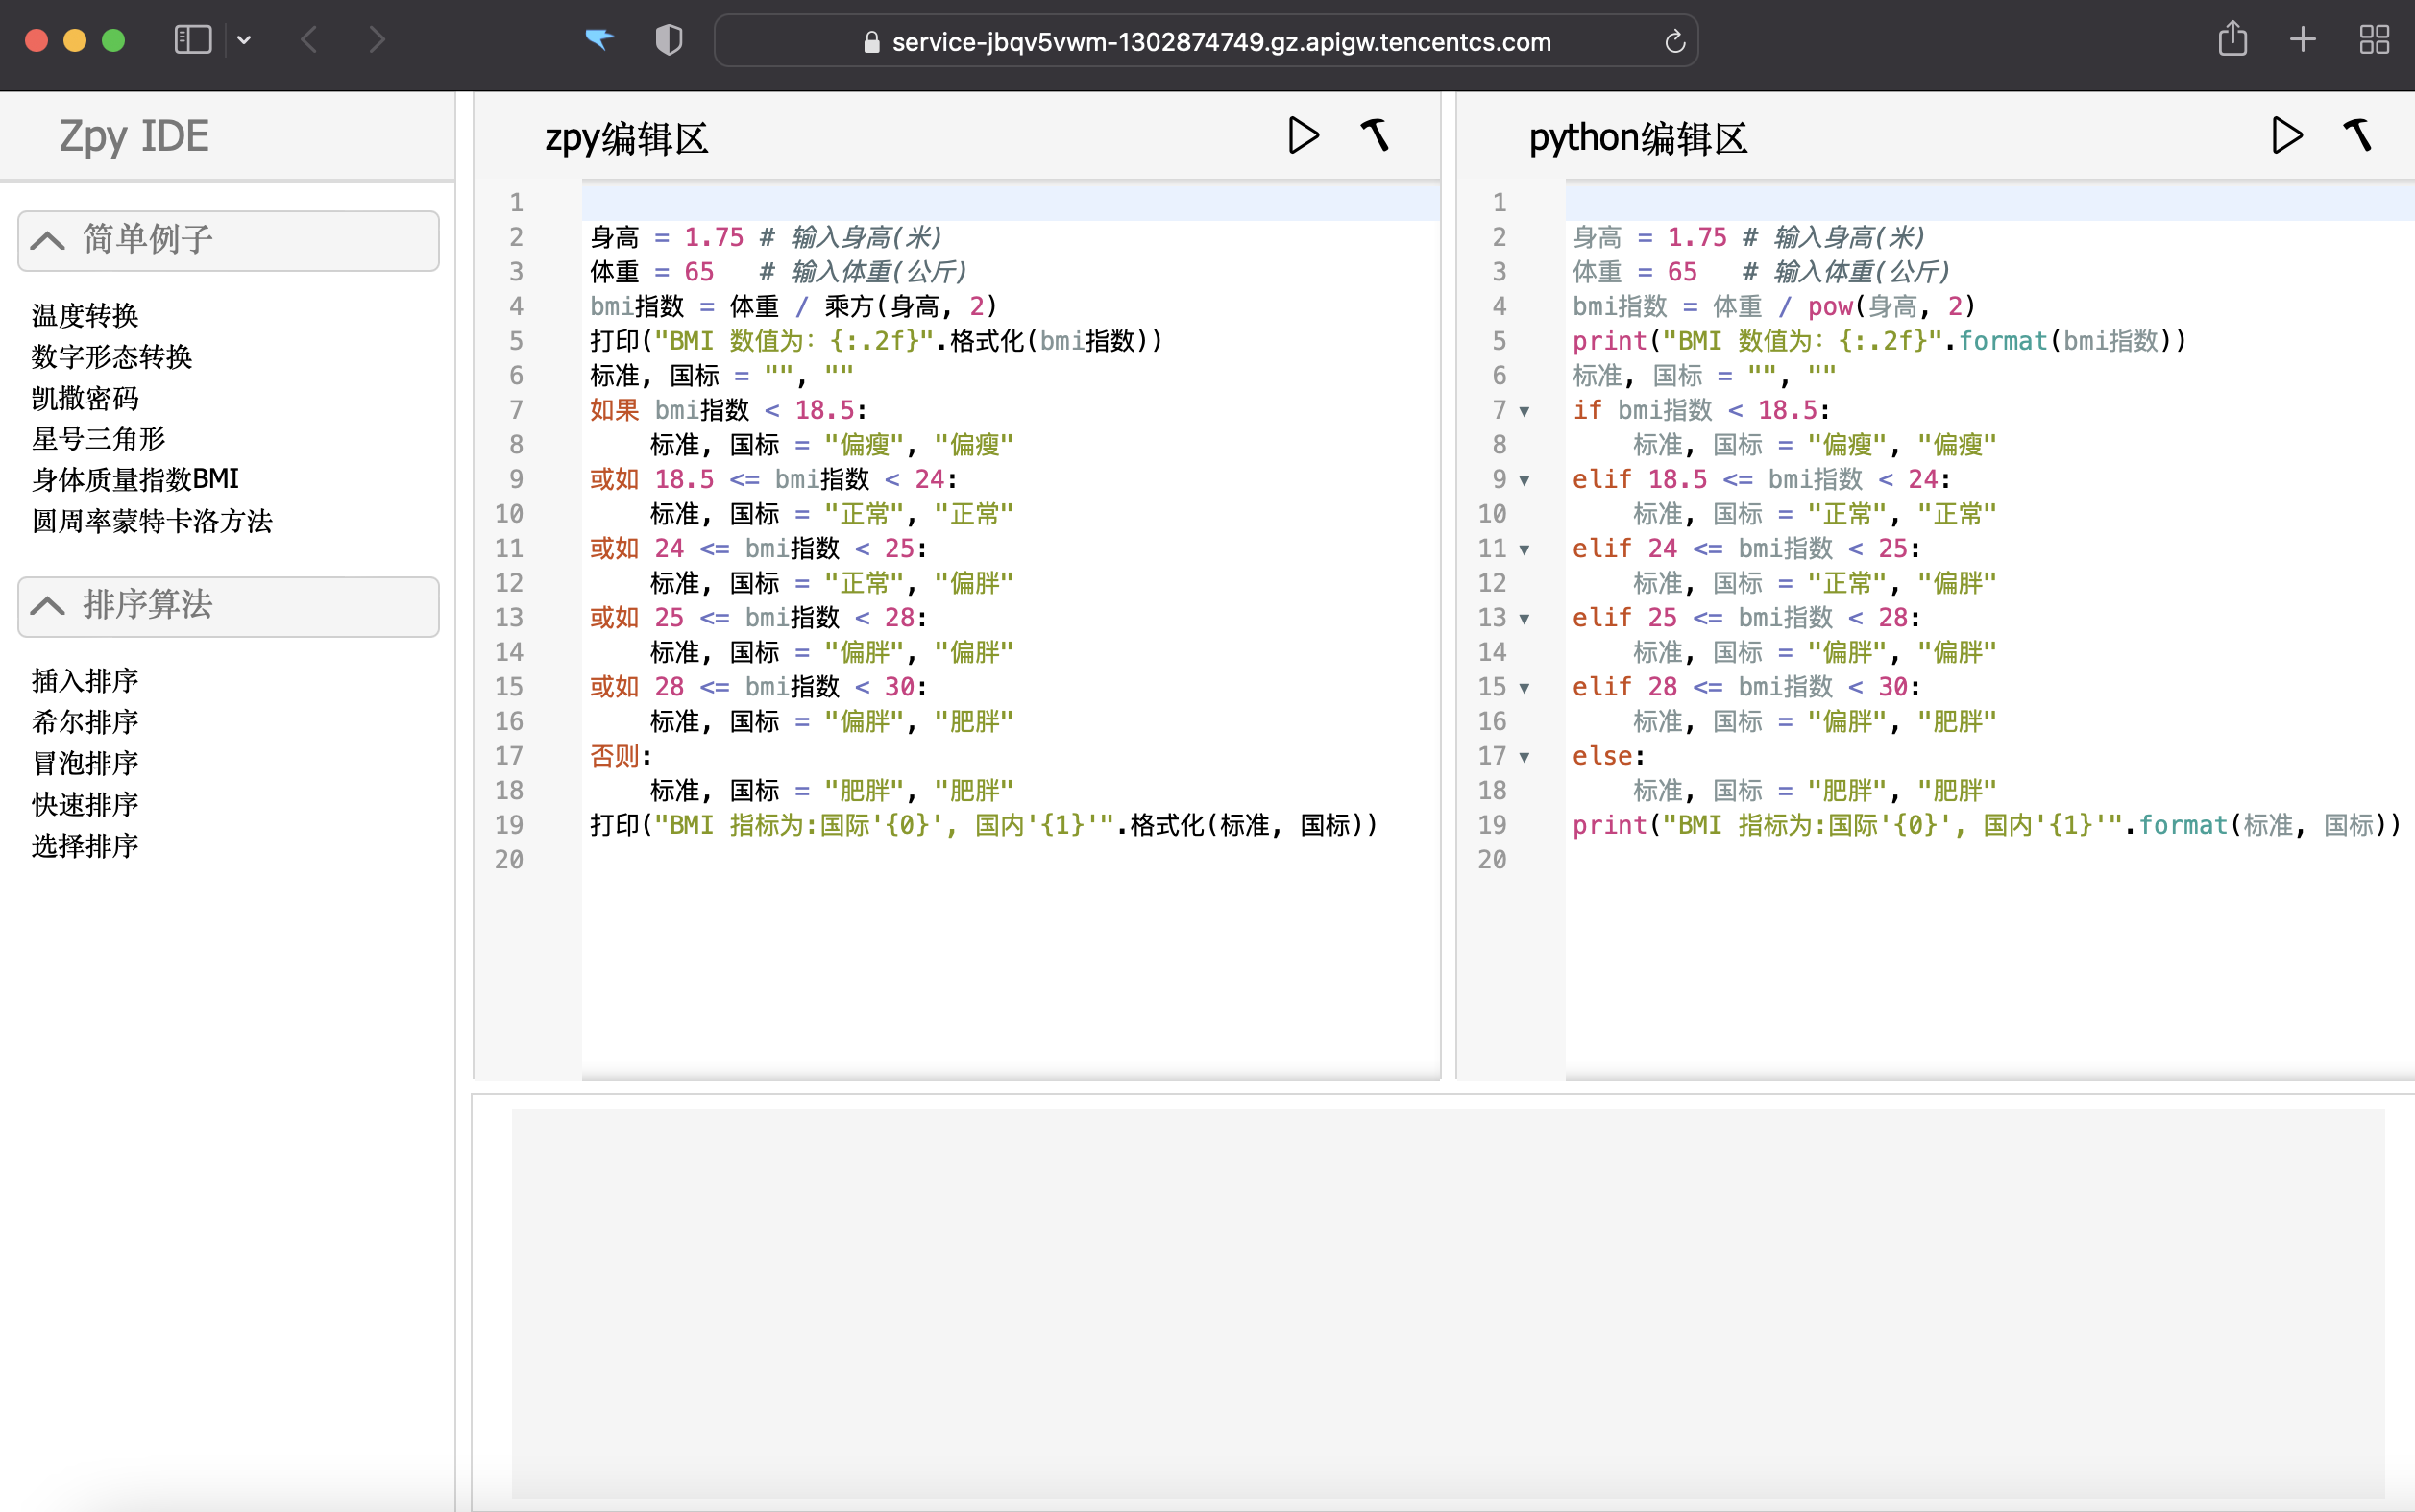 service-jbqv5vwm-1302874749.gz.apigw.tencentcs.com
Zpy IDE
简单例子
温度转换
数字形态转换
凯撒密码
星号三角形
身体质量指数BMI
圆周率蒙特卡洛方法
排序算法
插入排序
希尔排序
冒泡排序
快速排序
选择排序
zpy编辑区
1
2 身高 = 1.75 # 输入身高(米)
3 体重 = 65   # 输入体重(公斤)
4 bmi指数 = 体重 / 乘方(身高, 2)
5 打印("BMI 数值为: {:.2f}".格式化(bmi指数))
6 标准, 国标 = "", ""
7 如果 bmi指数 < 18.5:
8     标准, 国标 = "偏瘦", "偏瘦"
9 或如 18.5 <= bmi指数 < 24:
10     标准, 国标 = "正常", "正常"
11 或如 24 <= bmi指数 < 25:
12     标准, 国标 = "正常", "偏胖"
13 或如 25 <= bmi指数 < 28:
14     标准, 国标 = "偏胖", "偏胖"
15 或如 28 <= bmi指数 < 30:
16     标准, 国标 = "偏胖", "肥胖"
17 否则:
18     标准, 国标 = "肥胖", "肥胖"
19 打印("BMI 指标为:国际'{0}', 国内'{1}'".格式化(标准, 国标))
20
python编辑区
1
2 身高 = 1.75 # 输入身高(米)
3 体重 = 65   # 输入体重(公斤)
4 bmi指数 = 体重 / pow(身高, 2)
5 print("BMI 数值为: {:.2f}".format(bmi指数))
6 标准, 国标 = "", ""
7 if bmi指数 < 18.5:
8     标准, 国标 = "偏瘦", "偏瘦"
9 elif 18.5 <= bmi指数 < 24:
10     标准, 国标 = "正常", "正常"
11 elif 24 <= bmi指数 < 25:
12     标准, 国标 = "正常", "偏胖"
13 elif 25 <= bmi指数 < 28:
14     标准, 国标 = "偏胖", "偏胖"
15 elif 28 <= bmi指数 < 30:
16     标准, 国标 = "偏胖", "肥胖"
17 else:
18     标准, 国标 = "肥胖", "肥胖"
19 print("BMI 指标为:国际'{0}', 国内'{1}'".format(标准, 国标))
20